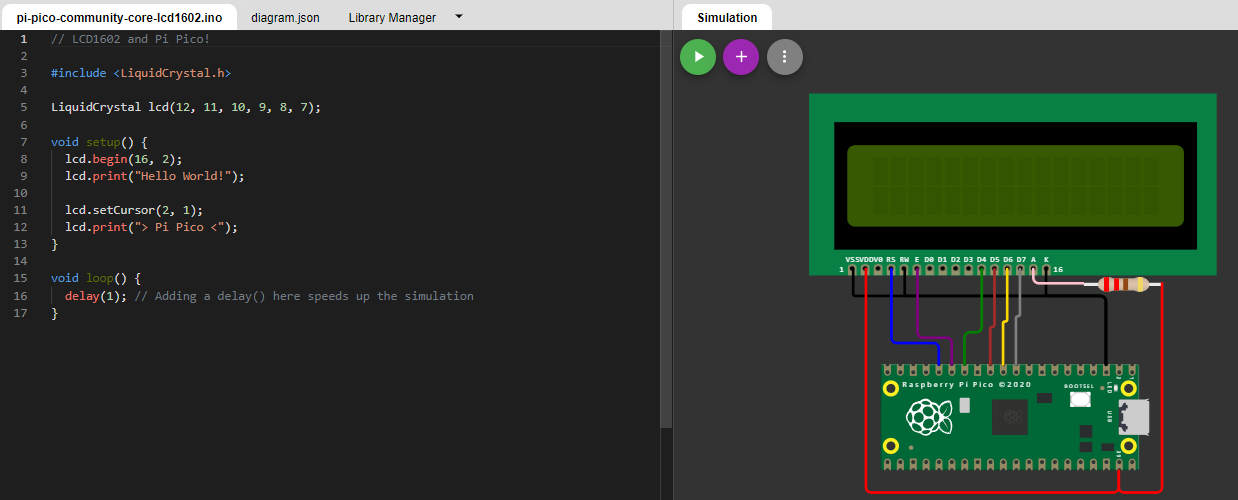 pi-pico-community-core-lcd1602.ino diagram.json Library Manager
1 // LCD1602 and Pi Pico!
2
3 #include <LiquidCrystal.h>
4
5 LiquidCrystal lcd(12, 11, 10, 9, 8, 7);
6
7 void setup() {
8 lcd.begin(16, 2);
9 lcd.print("Hello World!");
10
11 lcd.setCursor(2, 1);
12 lcd.print("> Pi Pico <");
13 }
14
15 void loop() {
16 delay(1); // Adding a delay() here speeds up the simulation
17 }
Simulation
VSS VDD V0 RS RW E D0 D1 D2 D3 D4 D5 D6 D7 A K
1 16
Raspberry Pi Pico ©2020
BOOTSEL
LED
USB
2
1
39